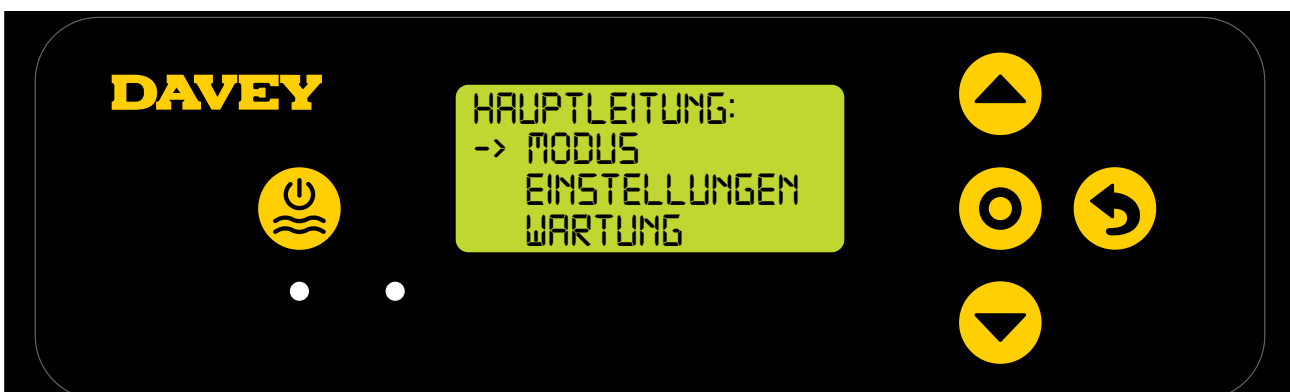 DAVEY
HAUPTLEITUNG:
-> MODUS
EINSTELLUNGEN
WARTUNG